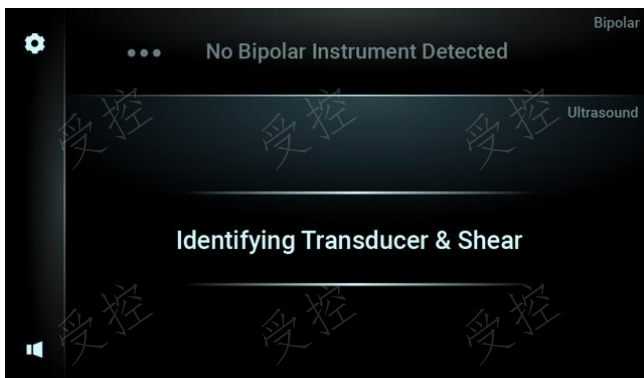 Bipolar
No Bipolar Instrument Detected
Ultrasound
受控 受控 受控
Identifying Transducer & Shear
受控 受控 受控